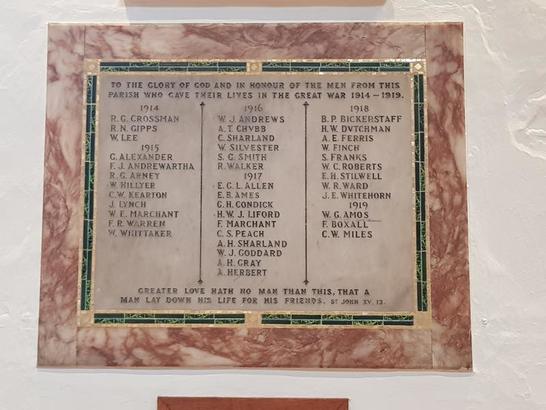 TO THE GLORY OF GOD AND IN HONOUR OF THE MEN FROM THIS
PARISH WHO GAVE THEIR LIVES IN THE GREAT WAR 1914-1919.
1914
R. G. CROSSMAN
R. N. GIPPS
W. LEE
1915
G. ALEXANDER
F. J. ANDREWARTHA
R. G. ABNEY
W. HILLYER
C. W. KEARTON
J. LYNCH
W. E. MARCHANT
F. R. WARREN
W. WHITTAKER
1916
W. J. ANDREWS
A. T. CHVBB
C. SHARLAND
W. SILVESTER
S. G. SMITH
R. WALKER
1917
E. G. L. ALLEN
E. B. AMES
G. H. CONDICK
H. W. J. LIFORD
F. MARCHANT
C. S. PEACH
A. H. SHARLAND
W. J. GODDARD
A. H. GRAY
A. HERBERT
1918
B. P. BICKERSTAFF
H. W. DVTCHMAN
A. E. FERRIS
W. FINCH
S. FRANKS
W. C. ROBERTS
E. H. STILWELL
W. R. WARD
J. E. WHITEHORN
1919
W. G. AMOS
F. BOXALL
C. W. MILES
GREATER LOVE HATH NO MAN THAN THIS, THAT A
MAN LAY DOWN HIS LIFE FOR HIS FRIENDS. ST JOHN XV. 13.